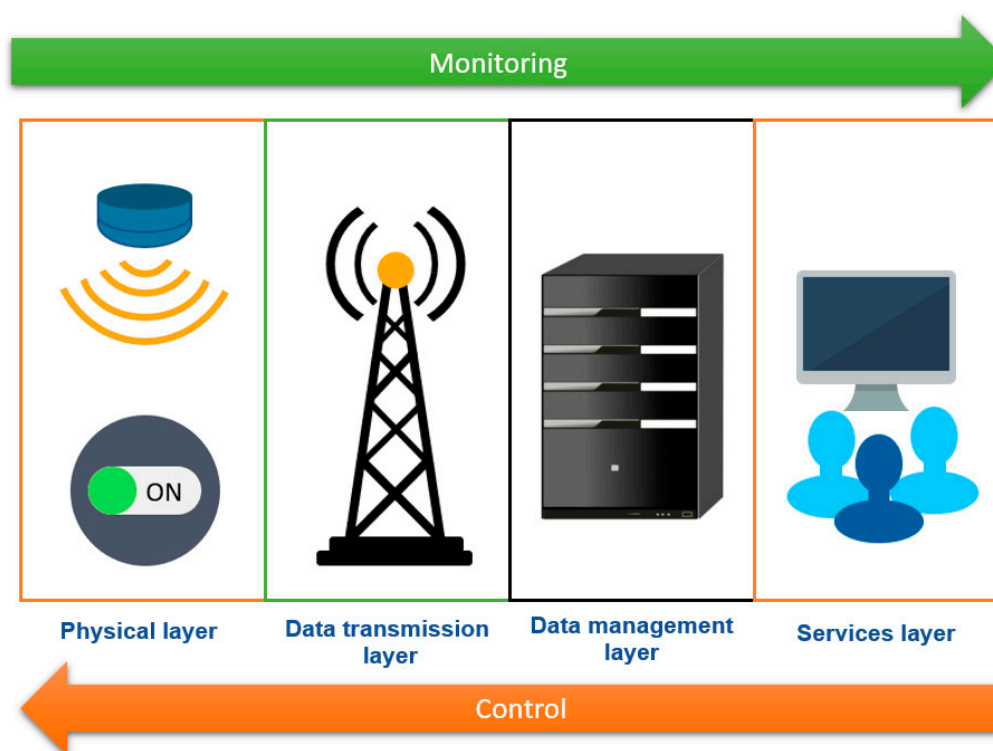 Monitoring
ON
Physical layer
Data transmission
layer
Data management
layer
Services layer
Control